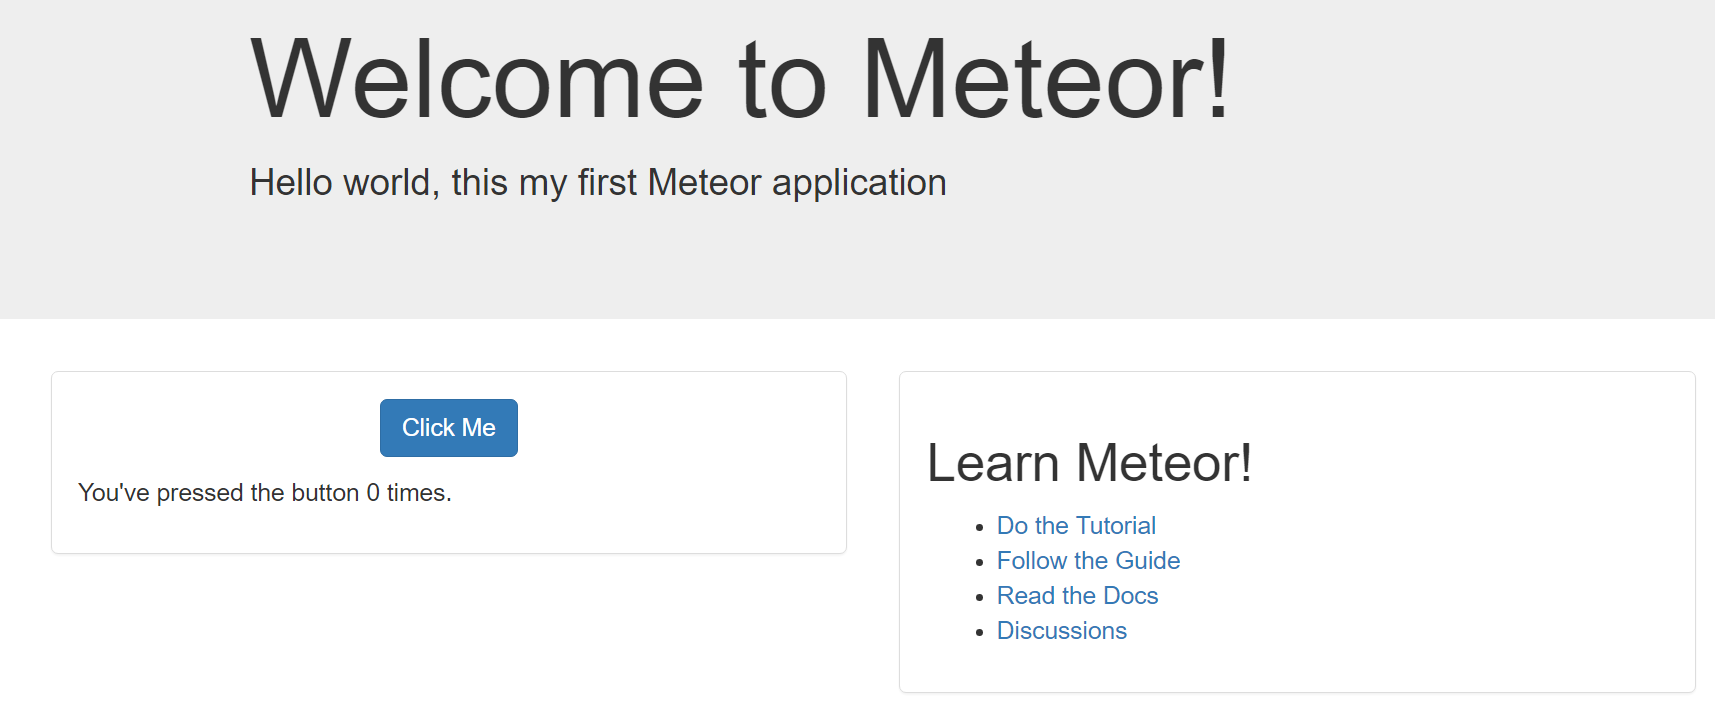 Welcome to Meteor!
Hello world, this my first Meteor application
Click Me
You've pressed the button 0 times.
Learn Meteor!
Do the Tutorial
Follow the Guide
Read the Docs
Discussions